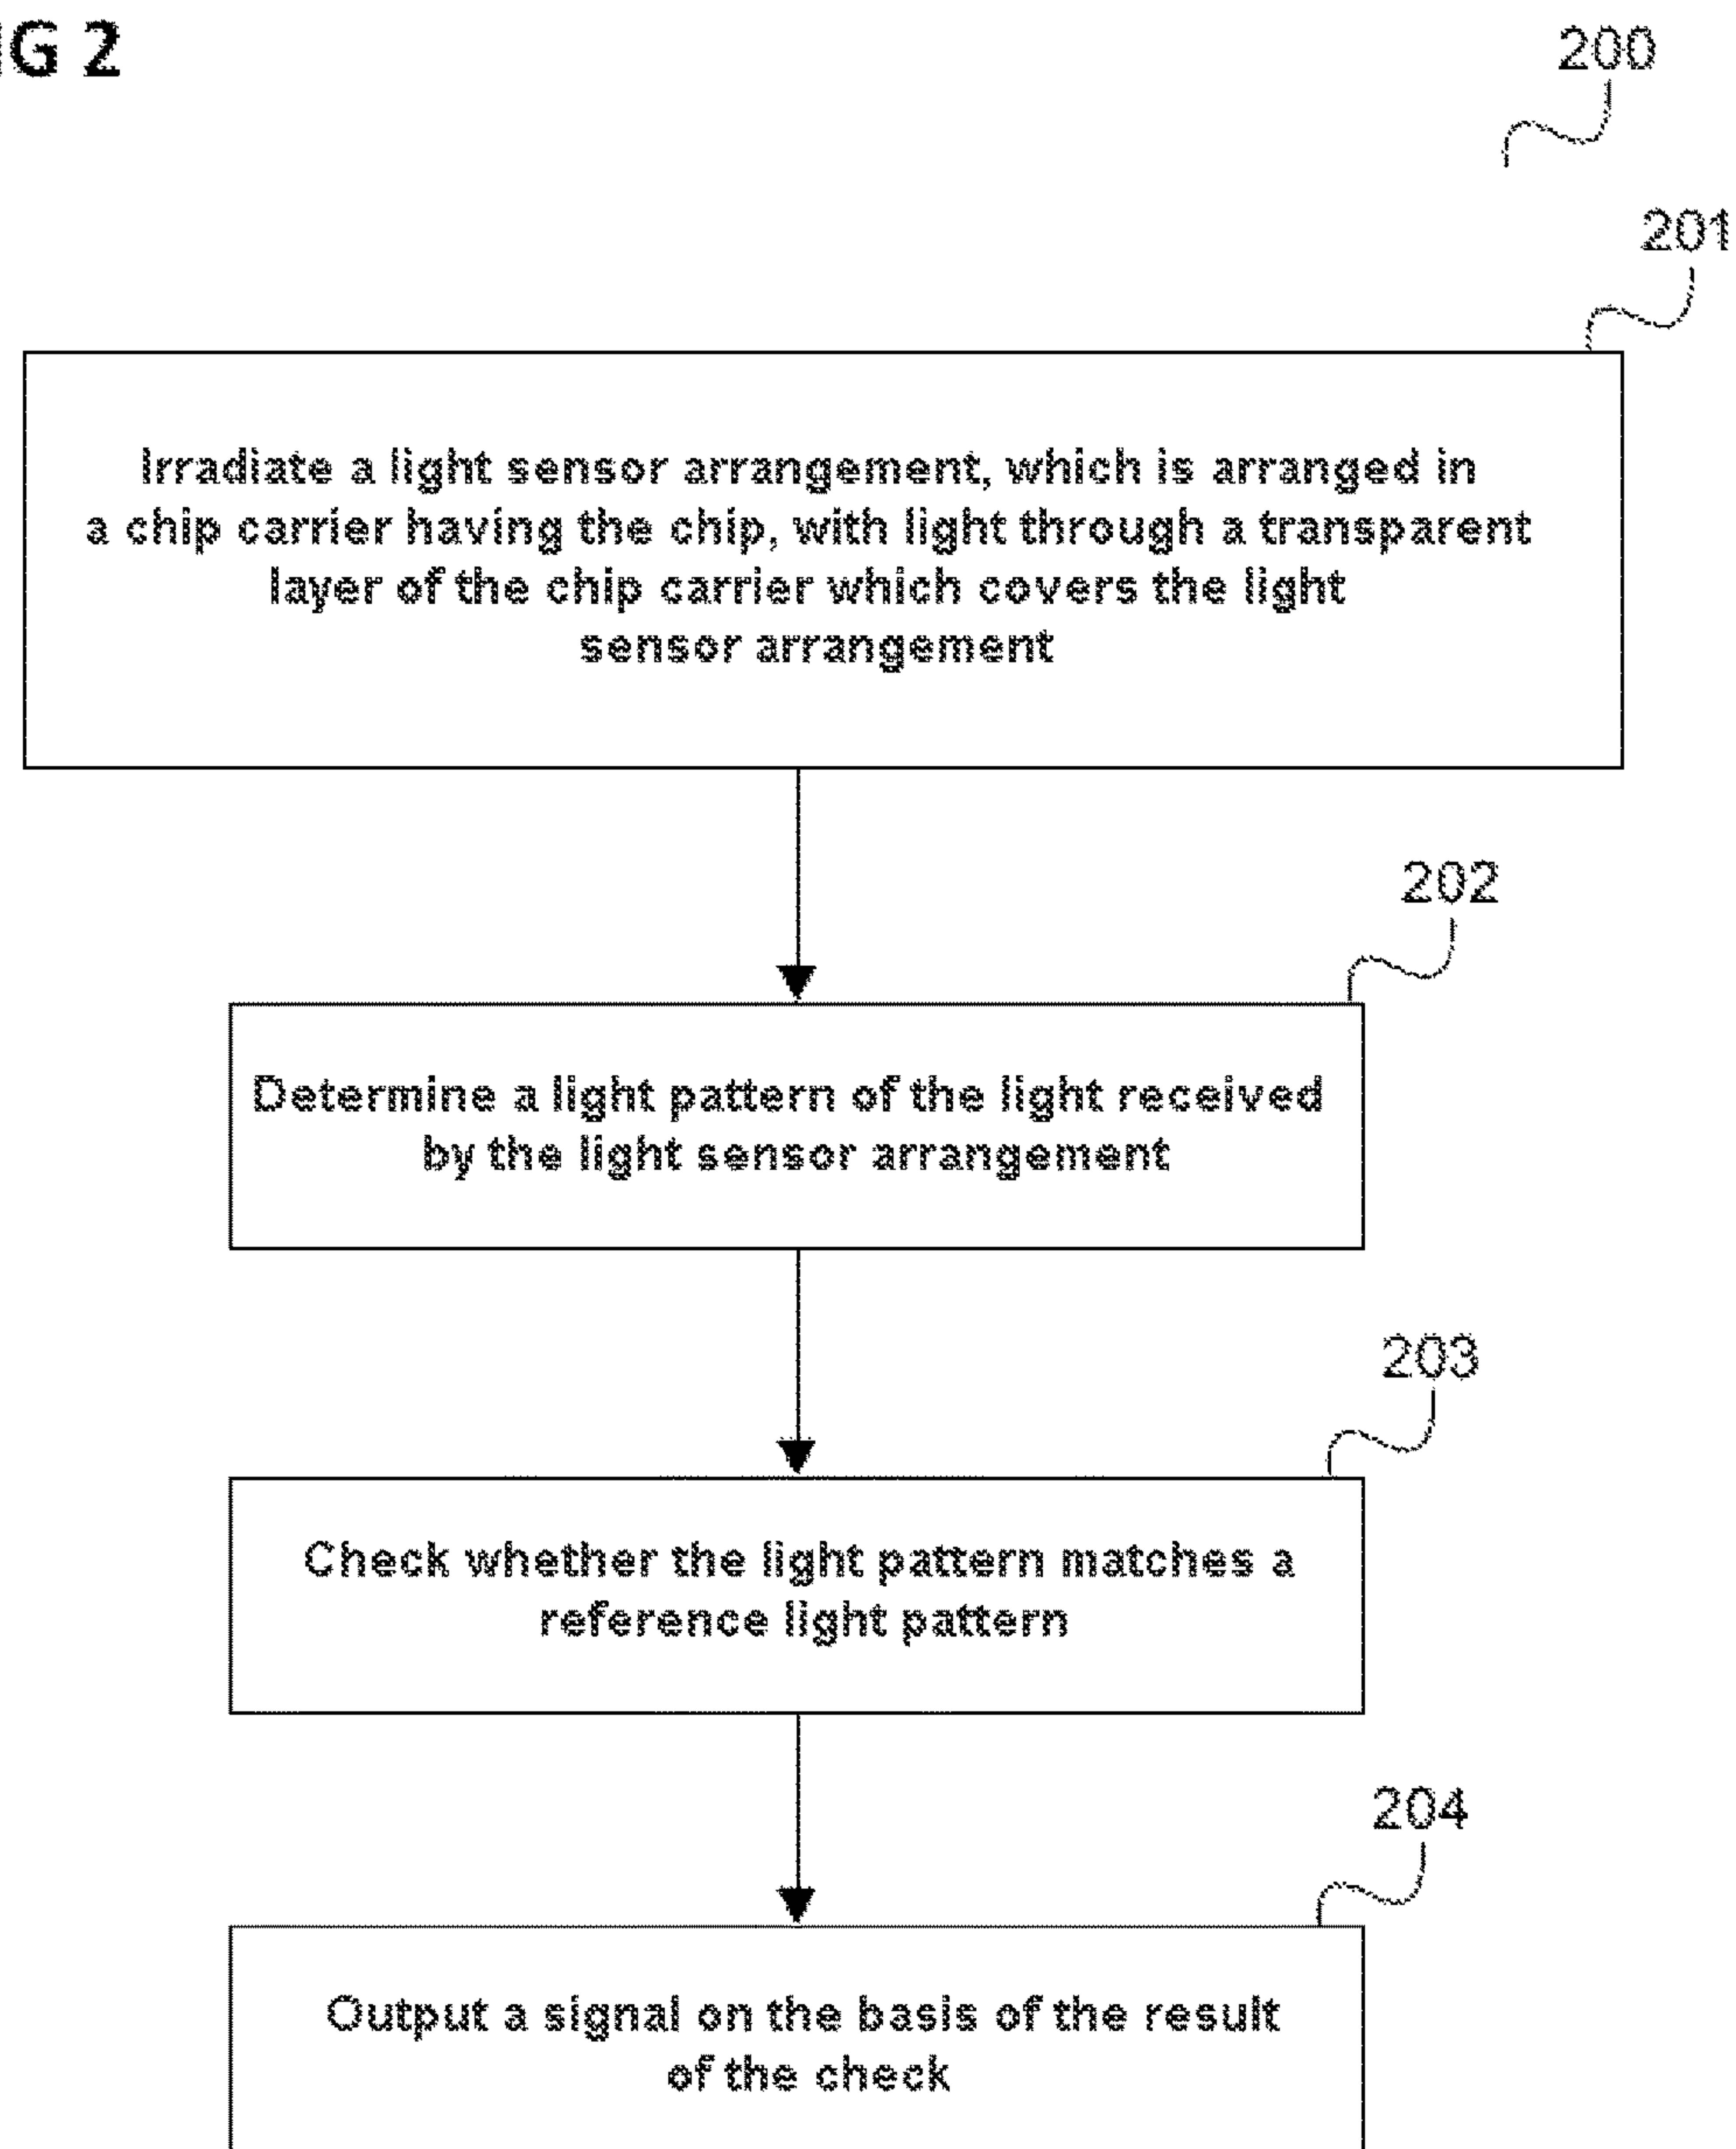 IG 2
200
201
Irradiate a light sensor arrangement, which is arranged in
a chip carrier having the chip, with light through a transparent
layer of the chip carrier which covers the light
sensor arrangement
202
Determine a light pattern of the light received
by the light sensor arrangement
203
Check whether the light pattern matches a
reference light pattern
204
Output a signal on the basis of the result
of the check